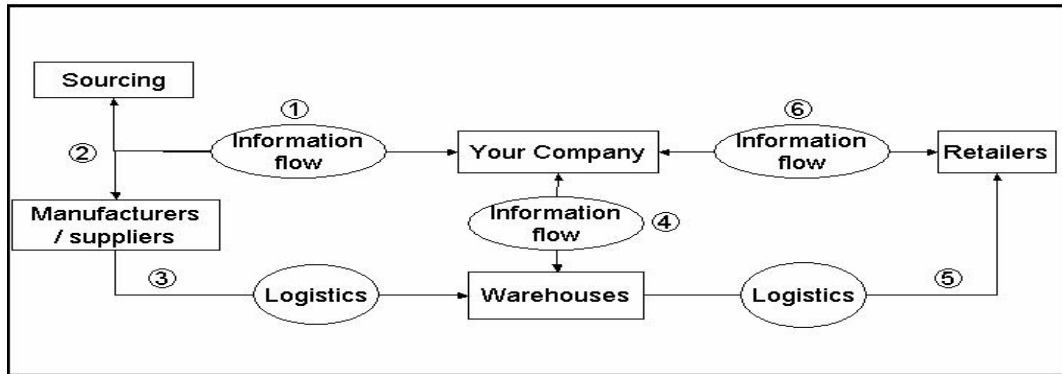 Sourcing
①
Information
flow
⑥
Information
flow
②
Your Company
Retailers
Manufacturers
/ suppliers
Information
flow
④
③
Logistics
Warehouses
Logistics
⑤